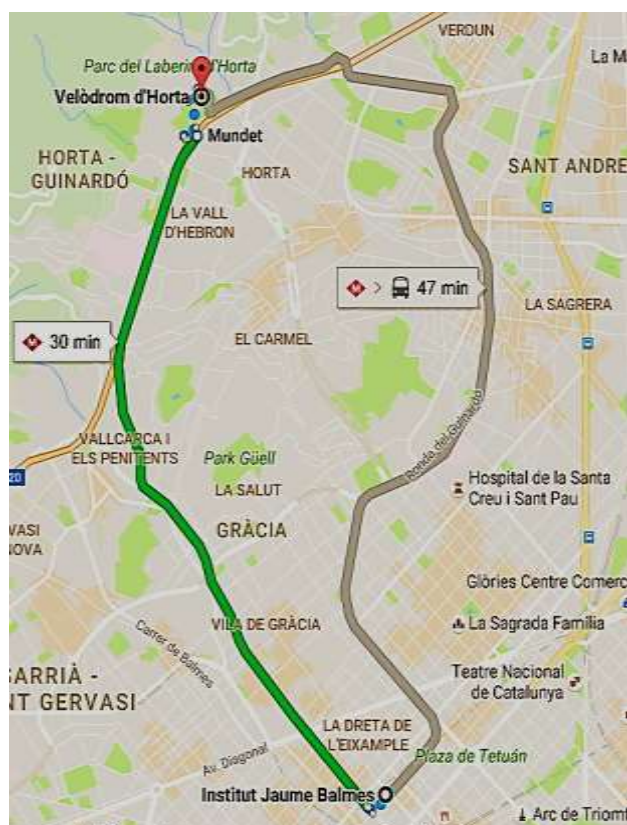 VERDUN
Parc del Laberint d'Horta
La M
Velòdrom d'Horta
Mundet
HORTA -
GUINARDÓ
HORTA
SANT ANDRE
LA VALL
D'HEBRON
M > 47 min
LA SAGRERA
M 30 min
EL CARMEL
VALLCARCA I
ELS PENITENTS
Park Güell
Ronda del Guinardó
20
LA SALUT
Hospital de la Santa
Creu i Sant Pau
VASI
NOVA
GRÀCIA
Glòries Centre Comerc
VILA DE GRÀCIA
La Sagrada Família
Carrer de Balmes
SARRIÀ -
NT GERVASI
Teatre Nacional
de Catalunya
LA DRETA DE
L'EIXAMPLE
Av. Diagonal
Plaza de Tetuán
Institut Jaume Balmes
Arc de Triomf